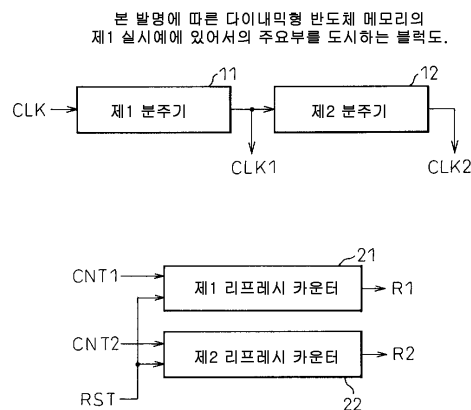 본 발명에 따른 다이내믹형 반도체 메모리의
제1 실시예에 있어서의 주요부를 도시하는 블럭도.
11
12
CLK
제1 분주기
제2 분주기
CLK1
CLK2
21
CNT1
제1 리프레시 카운터
R1
CNT2
제2 리프레시 카운터
R2
RST
22